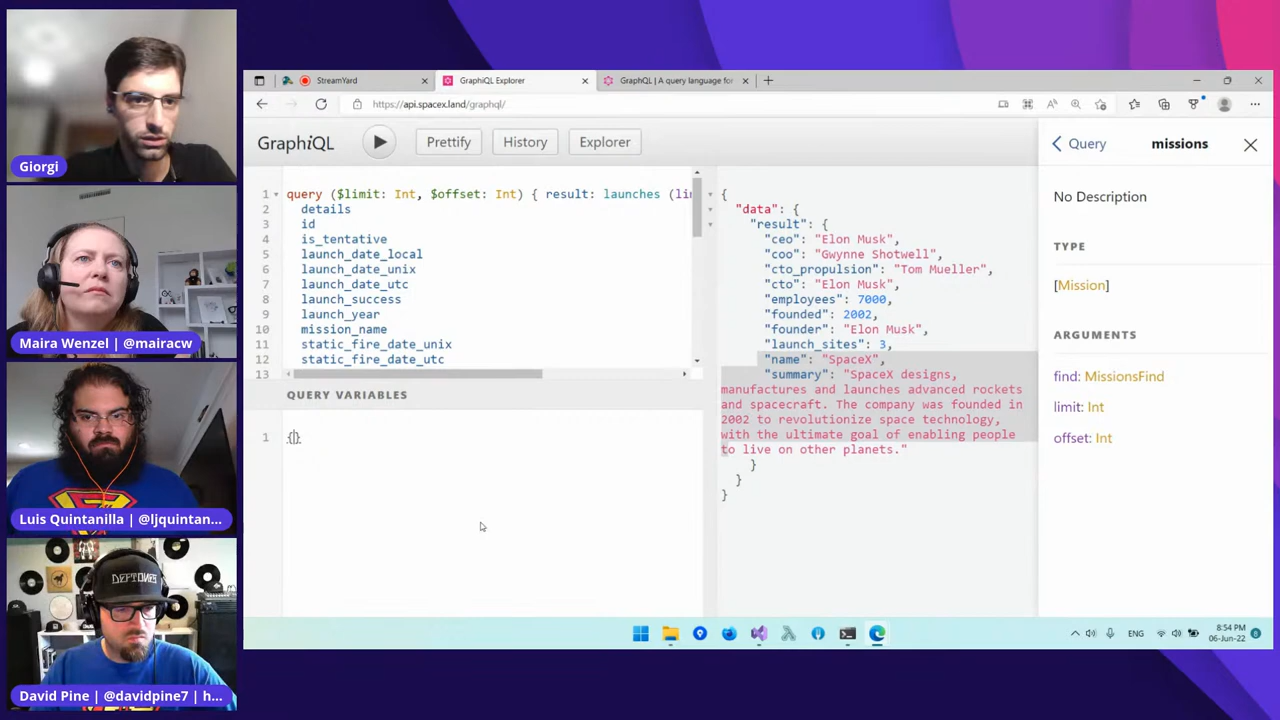 Giorgi
Maira Wenzel | @mairacw
Luis Quintanilla | @ljquintan...
DEFTONES
David Pine | @davidpine7 | h...
StreamYard
GraphiQL Explorer
GraphQL | A query language for
https://api.spacex.land/graphql/
GraphiQL
Prettify
History
Explorer
1 query ($limit: Int, $offset: Int) { result: launches (li
2 details
3 id
4 is_tentative
5 launch_date_local
6 launch_date_unix
7 launch_date_utc
8 launch_success
9 launch_year
10 mission_name
11 static_fire_date_unix
12 static_fire_date_utc
13
QUERY VARIABLES
1 {}
{
"data": {
"result": {
"ceo": "Elon Musk",
"coo": "Gwynne Shotwell",
"cto_propulsion": "Tom Mueller",
"cto": "Elon Musk",
"employees": 7000,
"founded": 2002,
"founder": "Elon Musk",
"launch_sites": 3,
"name": "SpaceX",
"summary": "SpaceX designs,
manufactures and launches advanced rockets
and spacecraft. The company was founded in
2002 to revolutionize space technology,
with the ultimate goal of enabling people
to live on other planets."
}
}
}
Query
missions
No Description
TYPE
[Mission]
ARGUMENTS
find: MissionsFind
limit: Int
offset: Int
ENG
8:54 PM
06-Jun-22
8